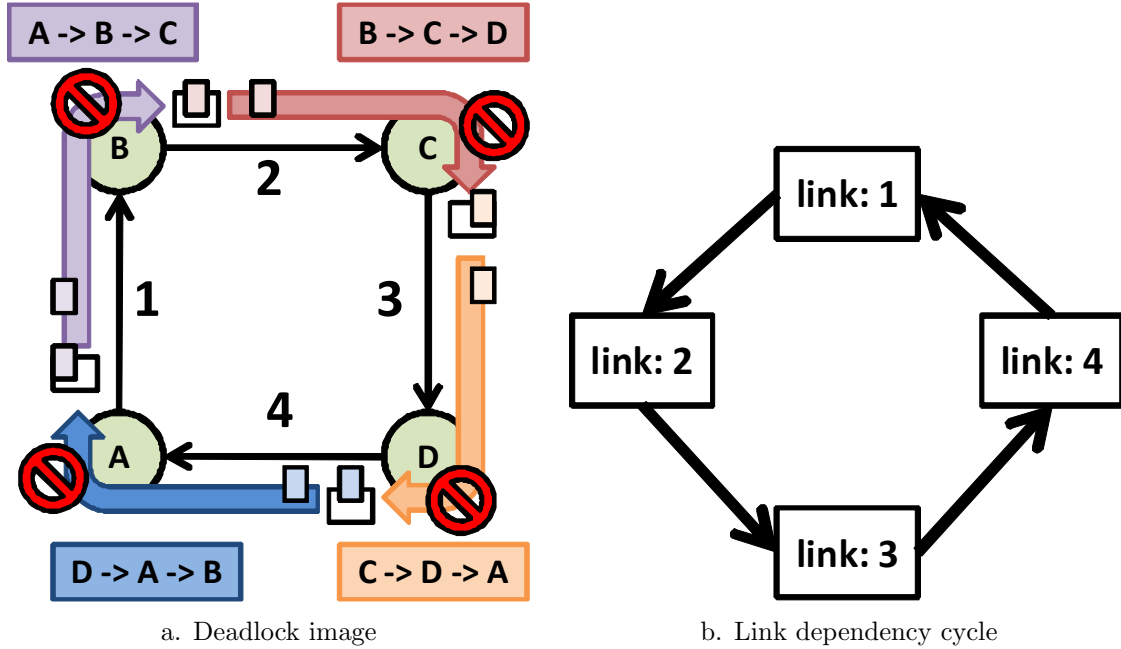 A -> B -> C
B -> C -> D
B
C
2
1
3
4
A
D
D -> A -> B
C -> D -> A
a. Deadlock image
link: 1
link: 2
link: 4
link: 3
b. Link dependency cycle